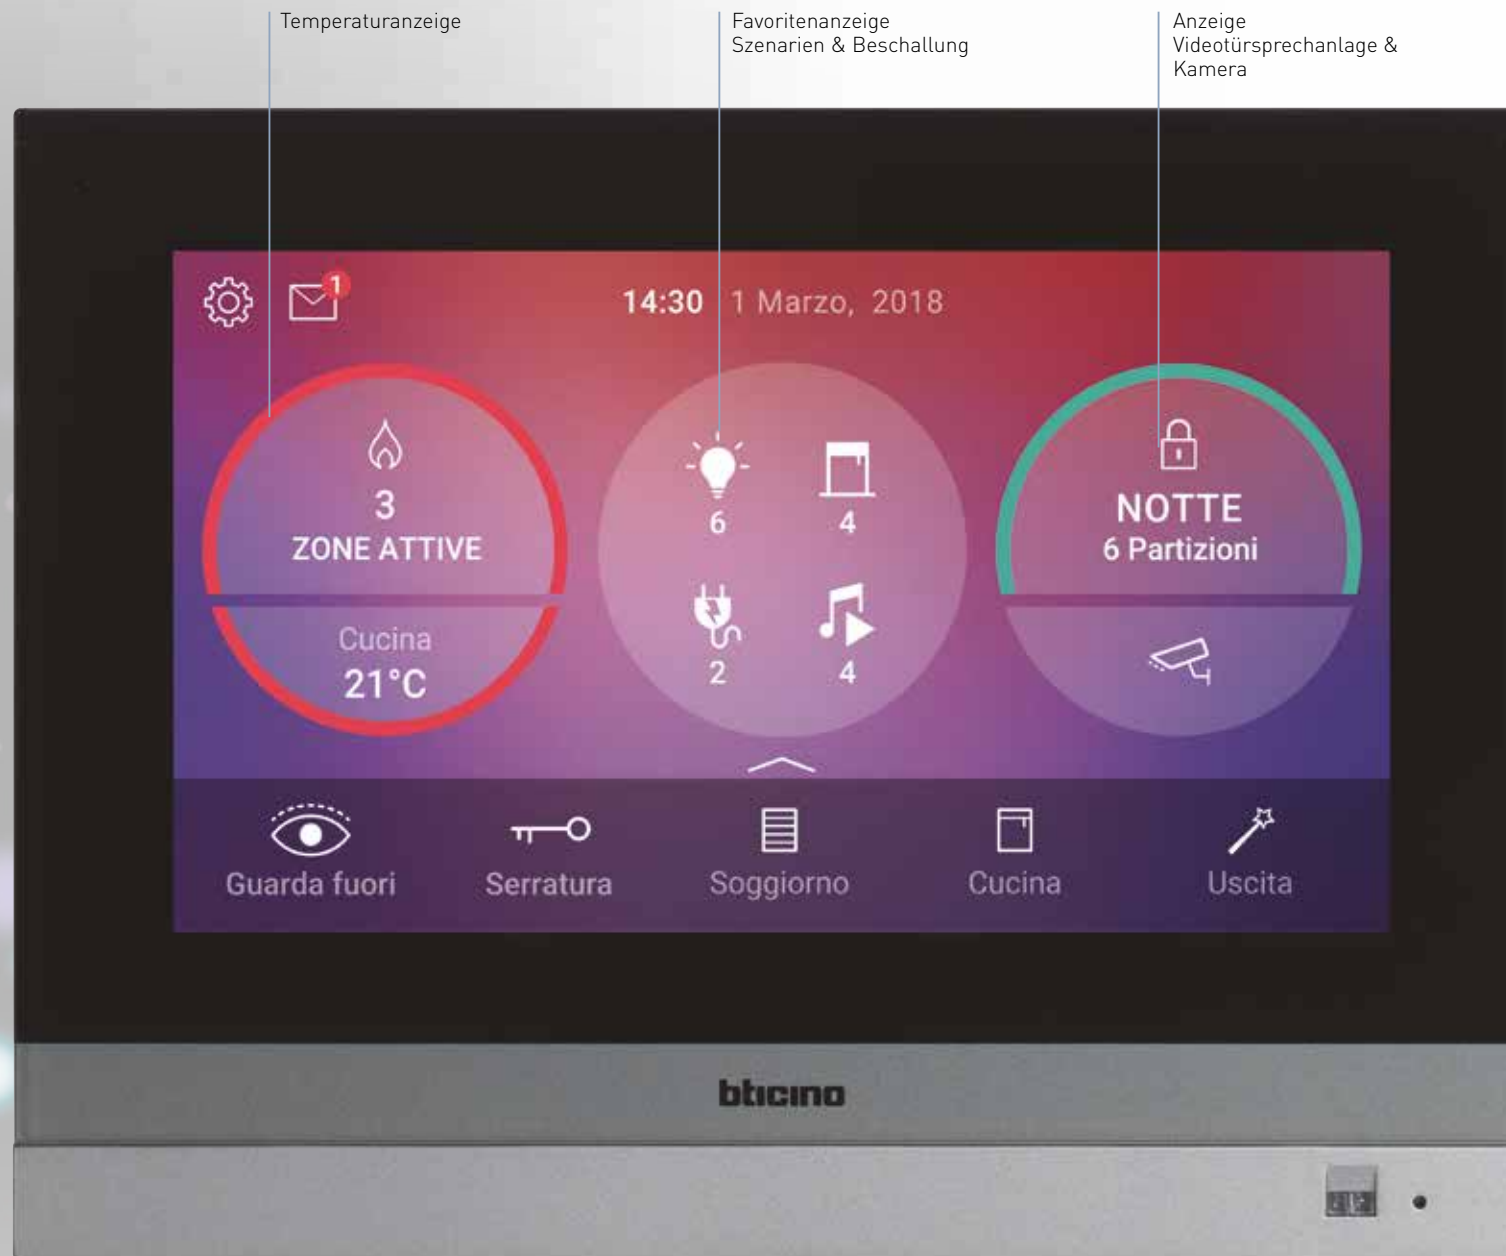 Temperaturanzeige
Favoritenanzeige
Szenarien & Beschallung
Anzeige
Videotürsprechanlage &
Kamera
1
14:30 1 Marzo, 2018
3
ZONE ATTIVE
Cucina
21°C
6
4
2
4
NOTTE
6 Partizioni
Guarda fuori
Serratura
Soggiorno
Cucina
Uscita
bticino